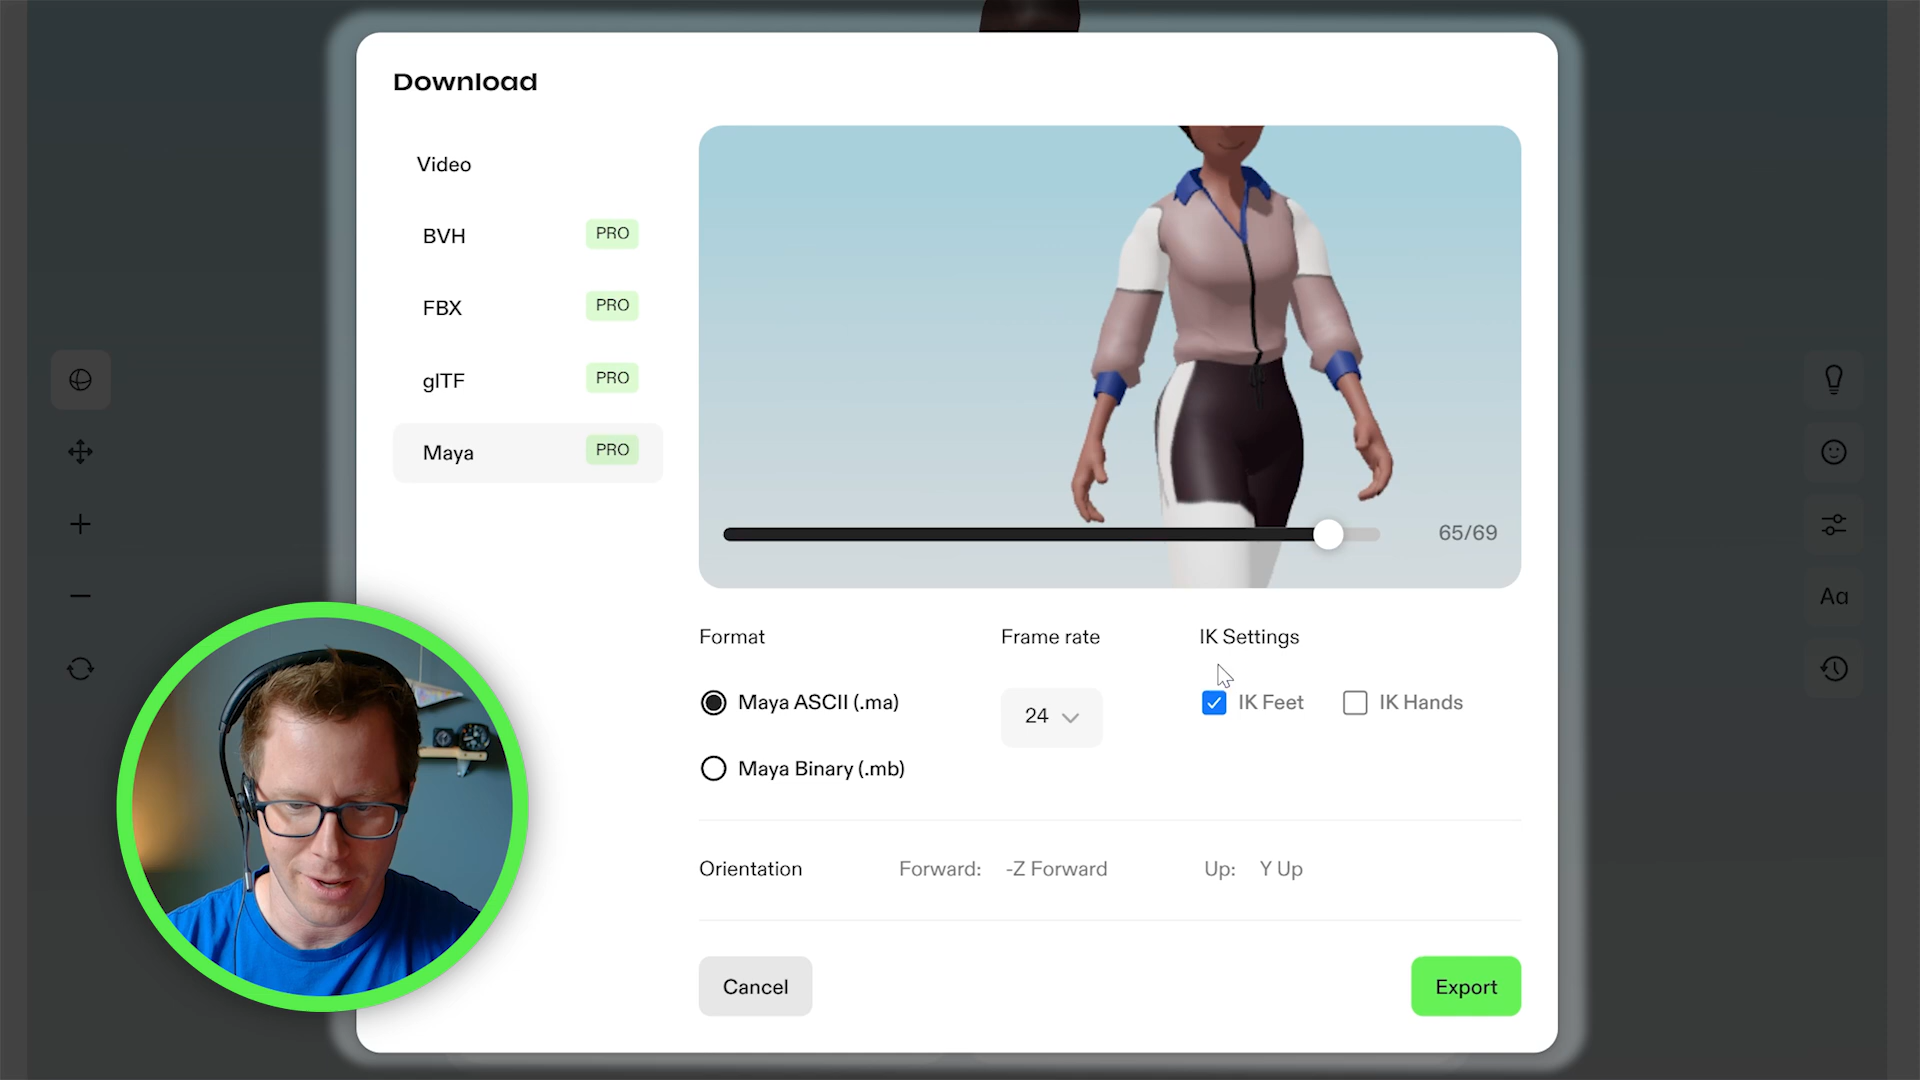 Download
Video
BVH PRO
FBX PRO
glTF PRO
Maya PRO
65/69
Format
Frame rate
IK Settings
Maya ASCII (.ma)
24
IK Feet
IK Hands
Maya Binary (.mb)
Orientation
Forward: -Z Forward
Up: Y Up
Cancel
Export
Aa